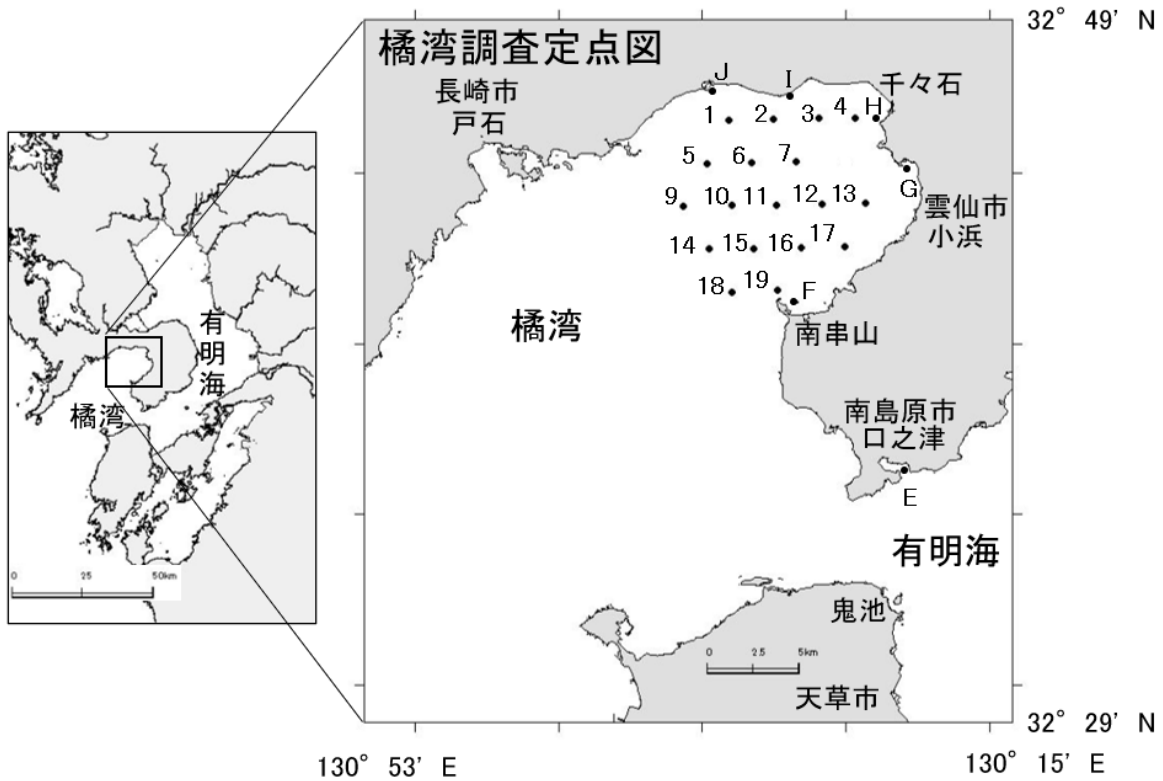 橘湾調査定点図
32° 49' N
長崎市
戸石
千々石
J
I
H
1
2
3
4
5
6
7
G
9
10
11
12
13
雲仙市
小浜
14
15
16
17
18
19
F
橘湾
南串山
南島原市
口之津
E
有明海
鬼池
天草市
0 2.5 5km
32° 29' N
130° 53' E
130° 15' E
有明海
橘湾
0 25 50km